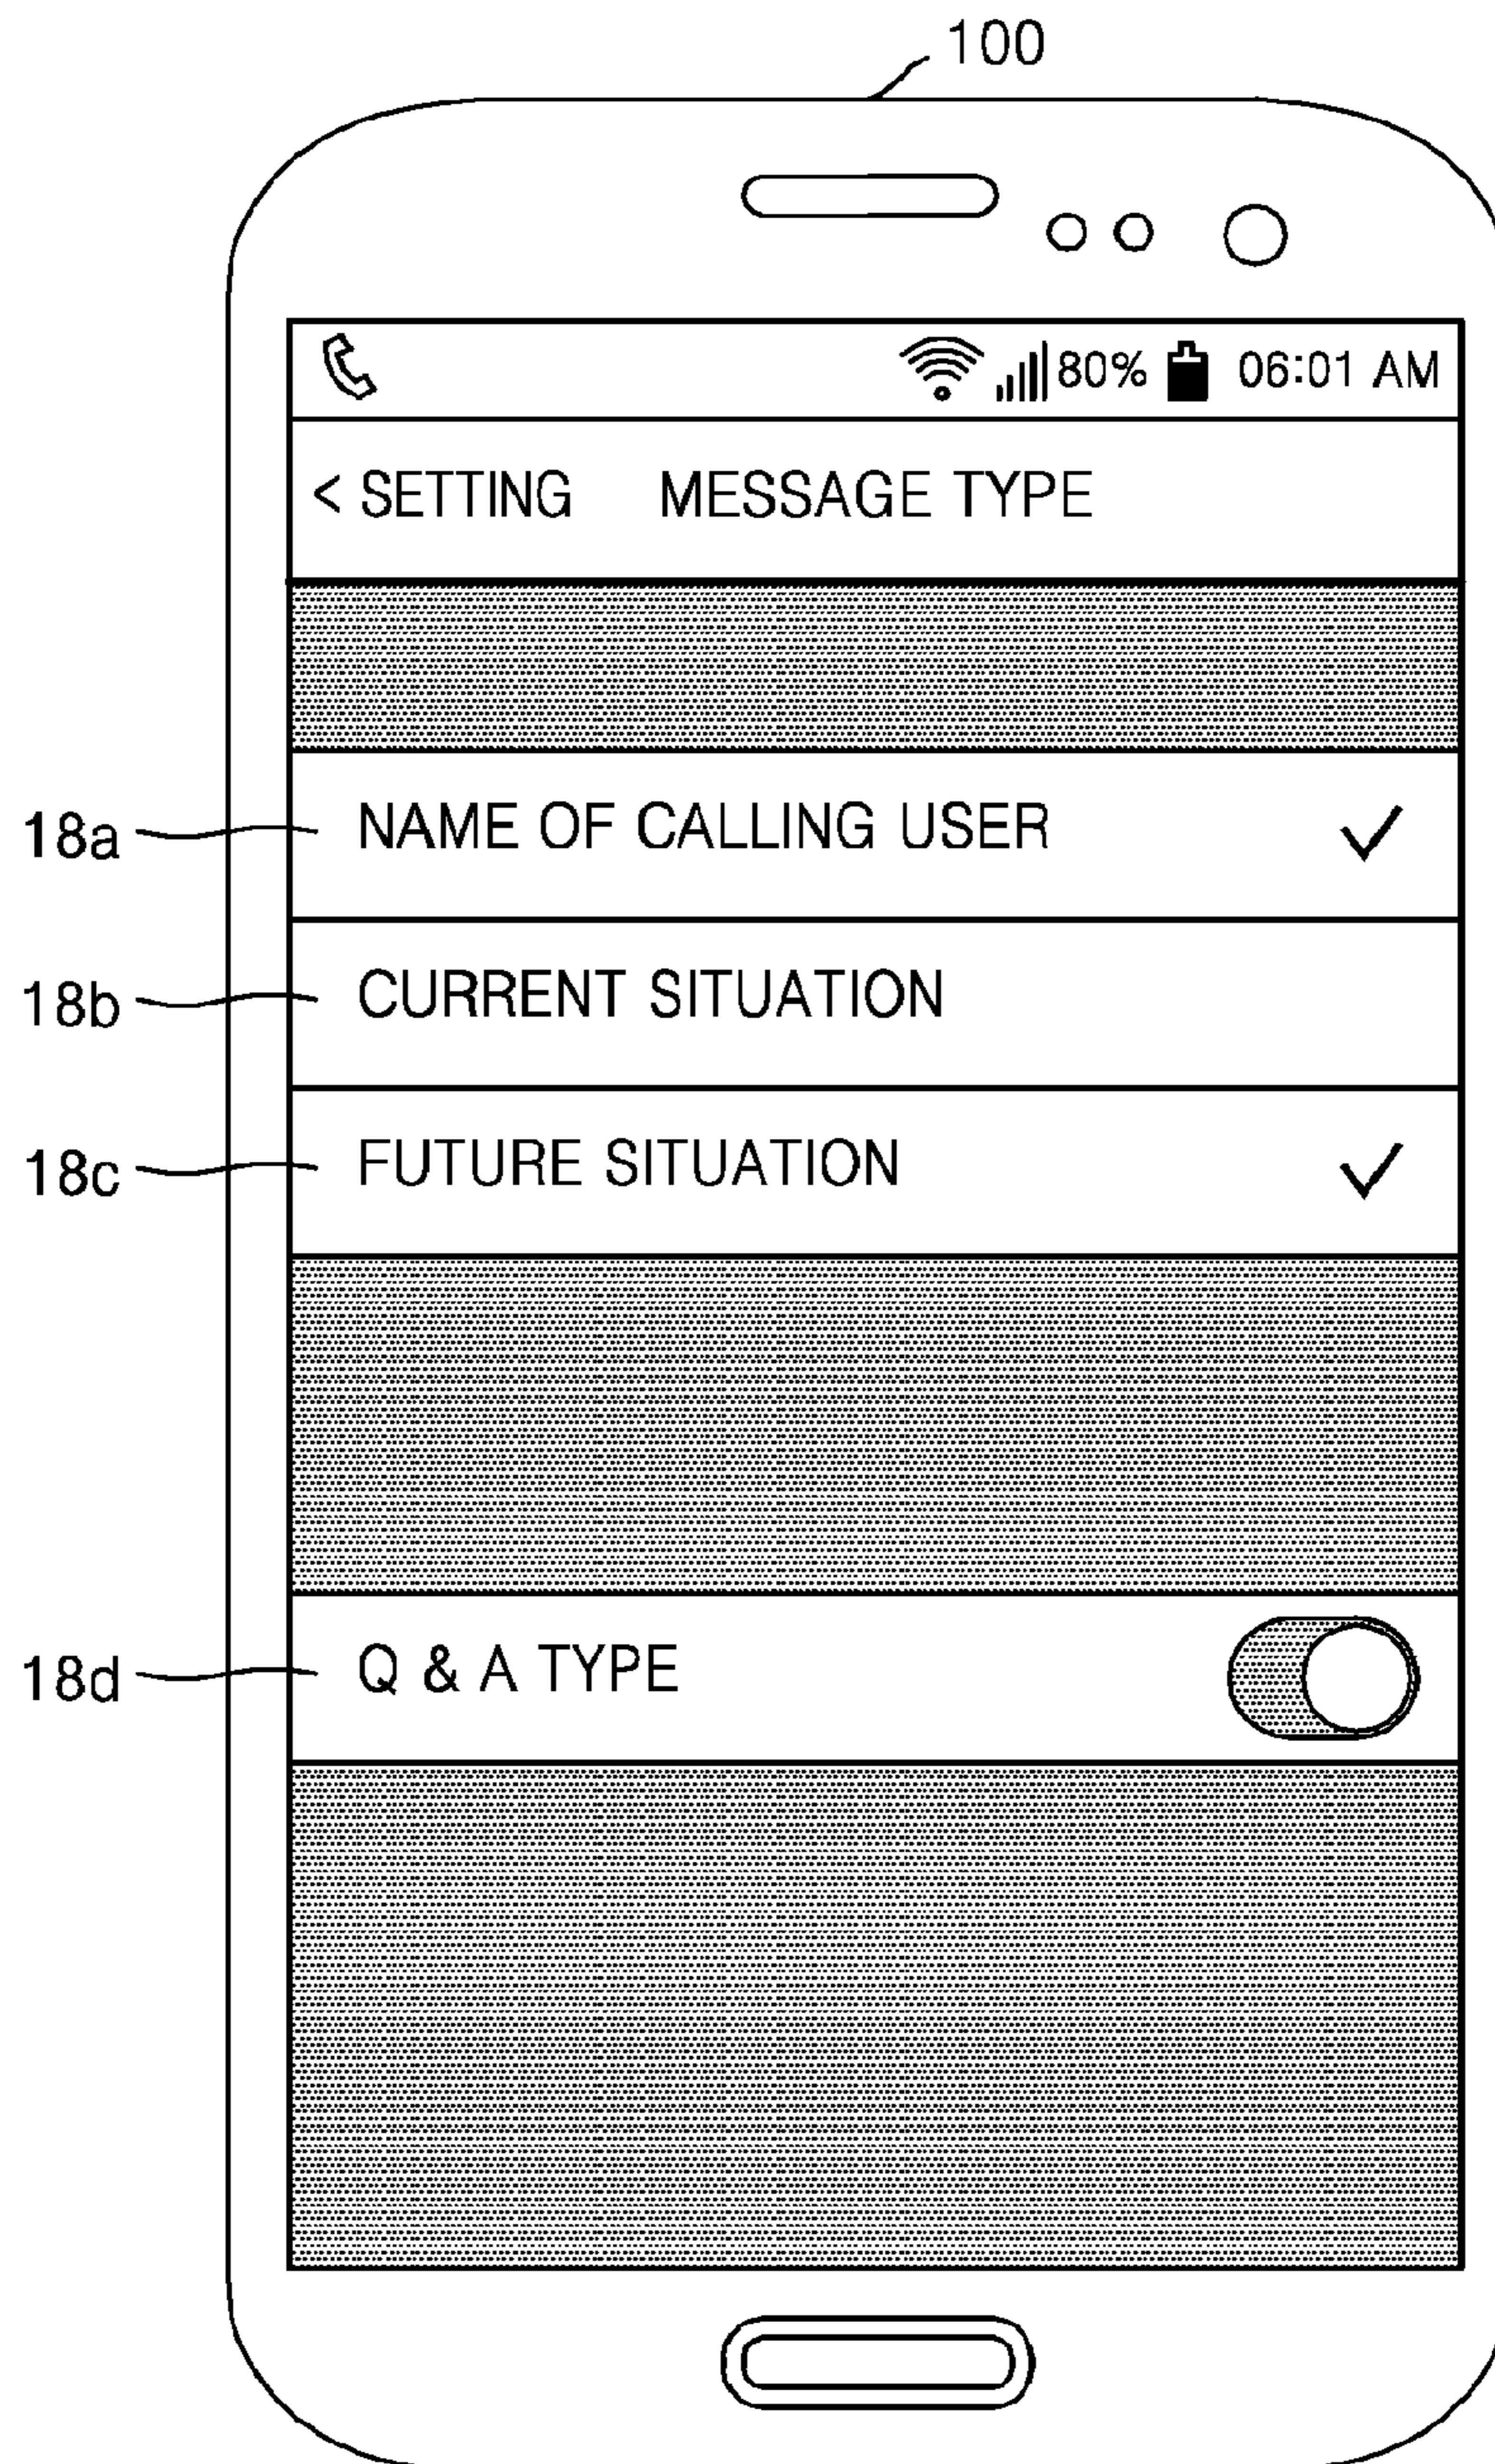 100
80% 06:01 AM
< SETTING MESSAGE TYPE
18a NAME OF CALLING USER
18b CURRENT SITUATION
18c FUTURE SITUATION
18d Q & A TYPE